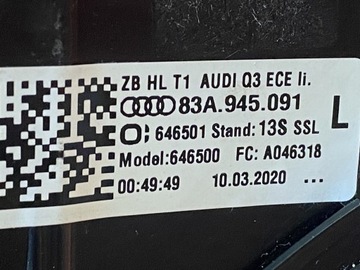 ZB HL T1 AUDI Q3 ECE li.
83A.945.091
L
646501 Stand: 13S SSL
Model:646500 FC: A046318
00:49:49 10.03.2020 ...